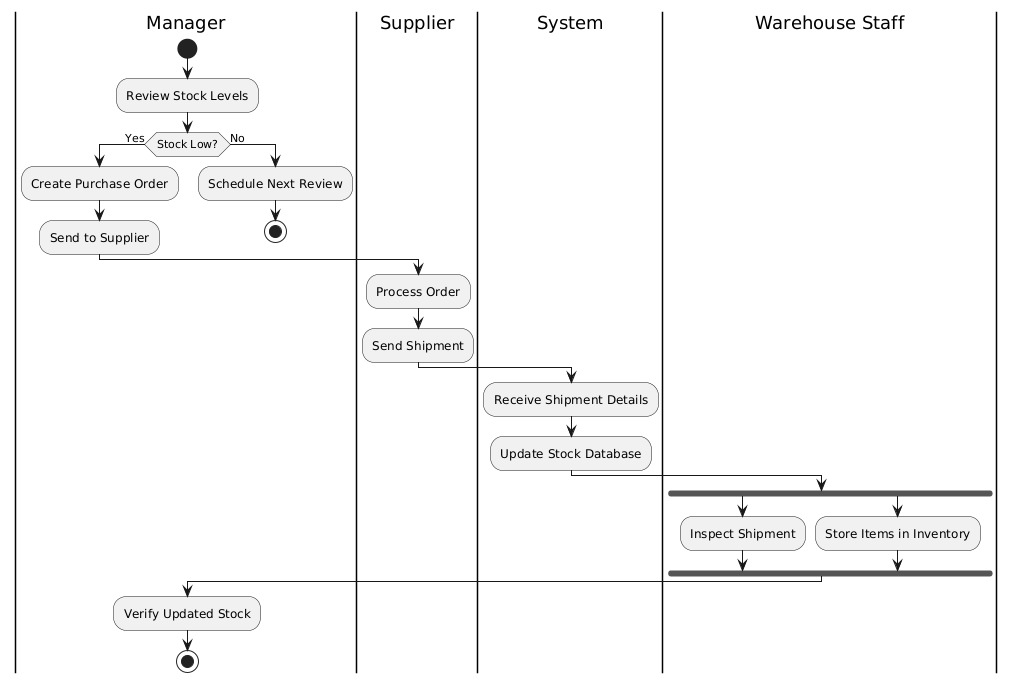 Manager
Supplier
System
Warehouse Staff
Review Stock Levels
Yes
Stock Low?
No
Create Purchase Order
Schedule Next Review
Send to Supplier
Process Order
Send Shipment
Receive Shipment Details
Update Stock Database
Inspect Shipment
Store Items in Inventory
Verify Updated Stock